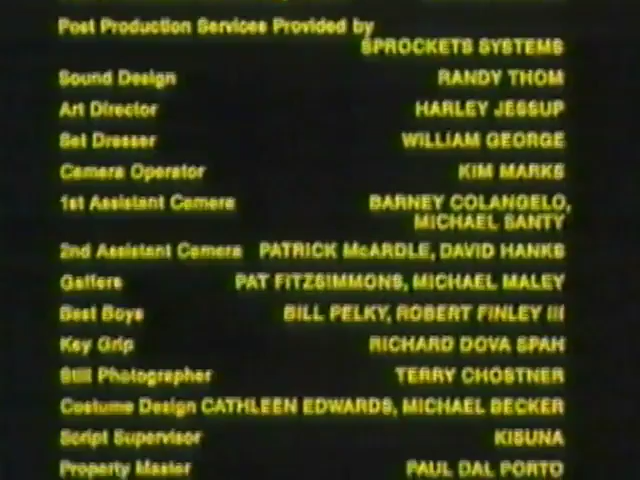 Post Production Services Provided by
SPROCKETS SYSTEMS
Sound Design RANDY THOM
Art Director HARLEY JESSUP
Set Dresser WILLIAM GEORGE
Camera Operator KIM MARKS
1st Assistant Camera BARNEY COLANGELO,
MICHAEL SANTY
2nd Assistant Camera PATRICK McARDLE, DAVID HANKS
Gaffers PAT FITZSIMMONS, MICHAEL MALEY
Best Boys BILL PELKY, ROBERT FINLEY III
Key Grip RICHARD DOVA SPAH
Still Photographer TERRY CHOSTNER
Costume Design CATHLEEN EDWARDS, MICHAEL BECKER
Script Supervisor KISUNA
Property Master PAUL DAL PORTO